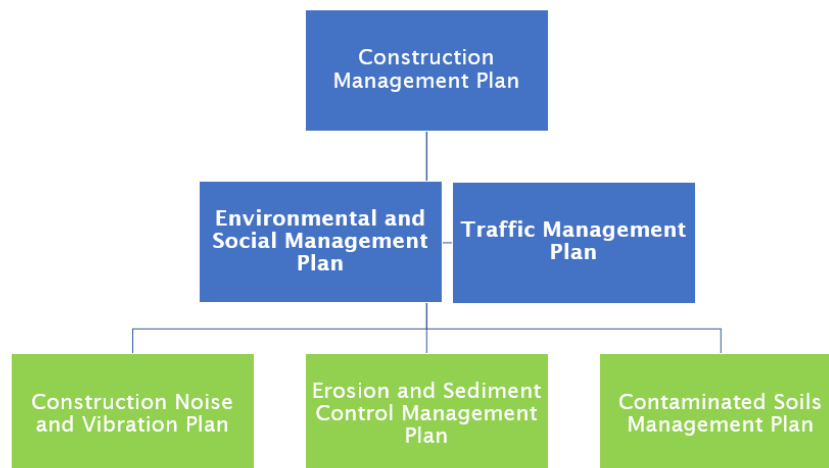 Construction
Management Plan
Environmental and
Social Management
Plan
Traffic Management
Plan
Construction Noise
and Vibration Plan
Erosion and Sediment
Control Management
Plan
Contaminated Soils
Management Plan